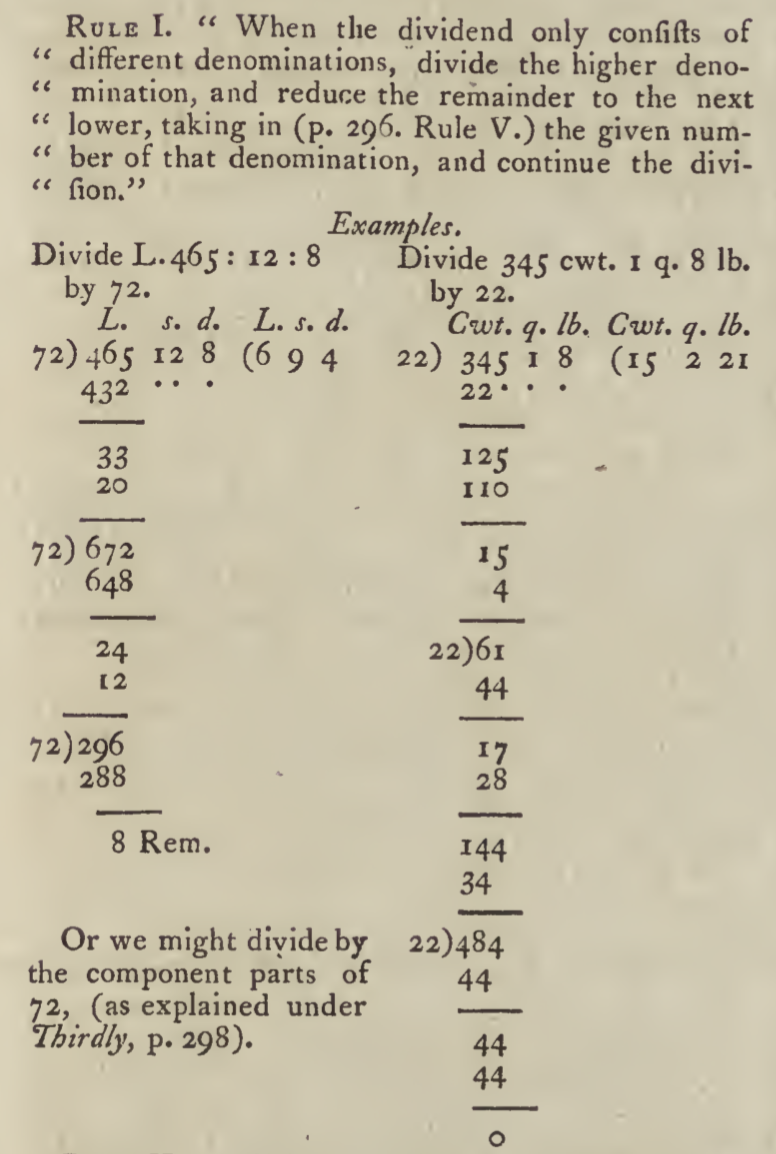 RULE I. “ When the dividend only conſiſts of
“ different denominations, divide the higher deno-
“ mination, and reduce the remainder to the next
“ lower, taking in (p. 296. Rule V.) the given num-
“ ber of that denomination, and continue the divi-
“ ſion.”
Examples.
Divide L. 465 : 12 : 8
by 72.
L. s. d. L. s. d.
72) 465 12 8 (6 9 4
432 · · ·
33
20
72) 672
648
24
12
72)296
288
8 Rem.
Or we might divide by
the component parts of
72, (as explained under
Thirdly, p. 298).
Divide 345 cwt. 1 q. 8 lb.
by 22.
Cwt. q. lb. Cwt. q. lb.
22) 345 1 8 (15 2 21
22 · · ·
125
110
15
4
22)61
44
17
28
144
34
22)484
44
44
44
0